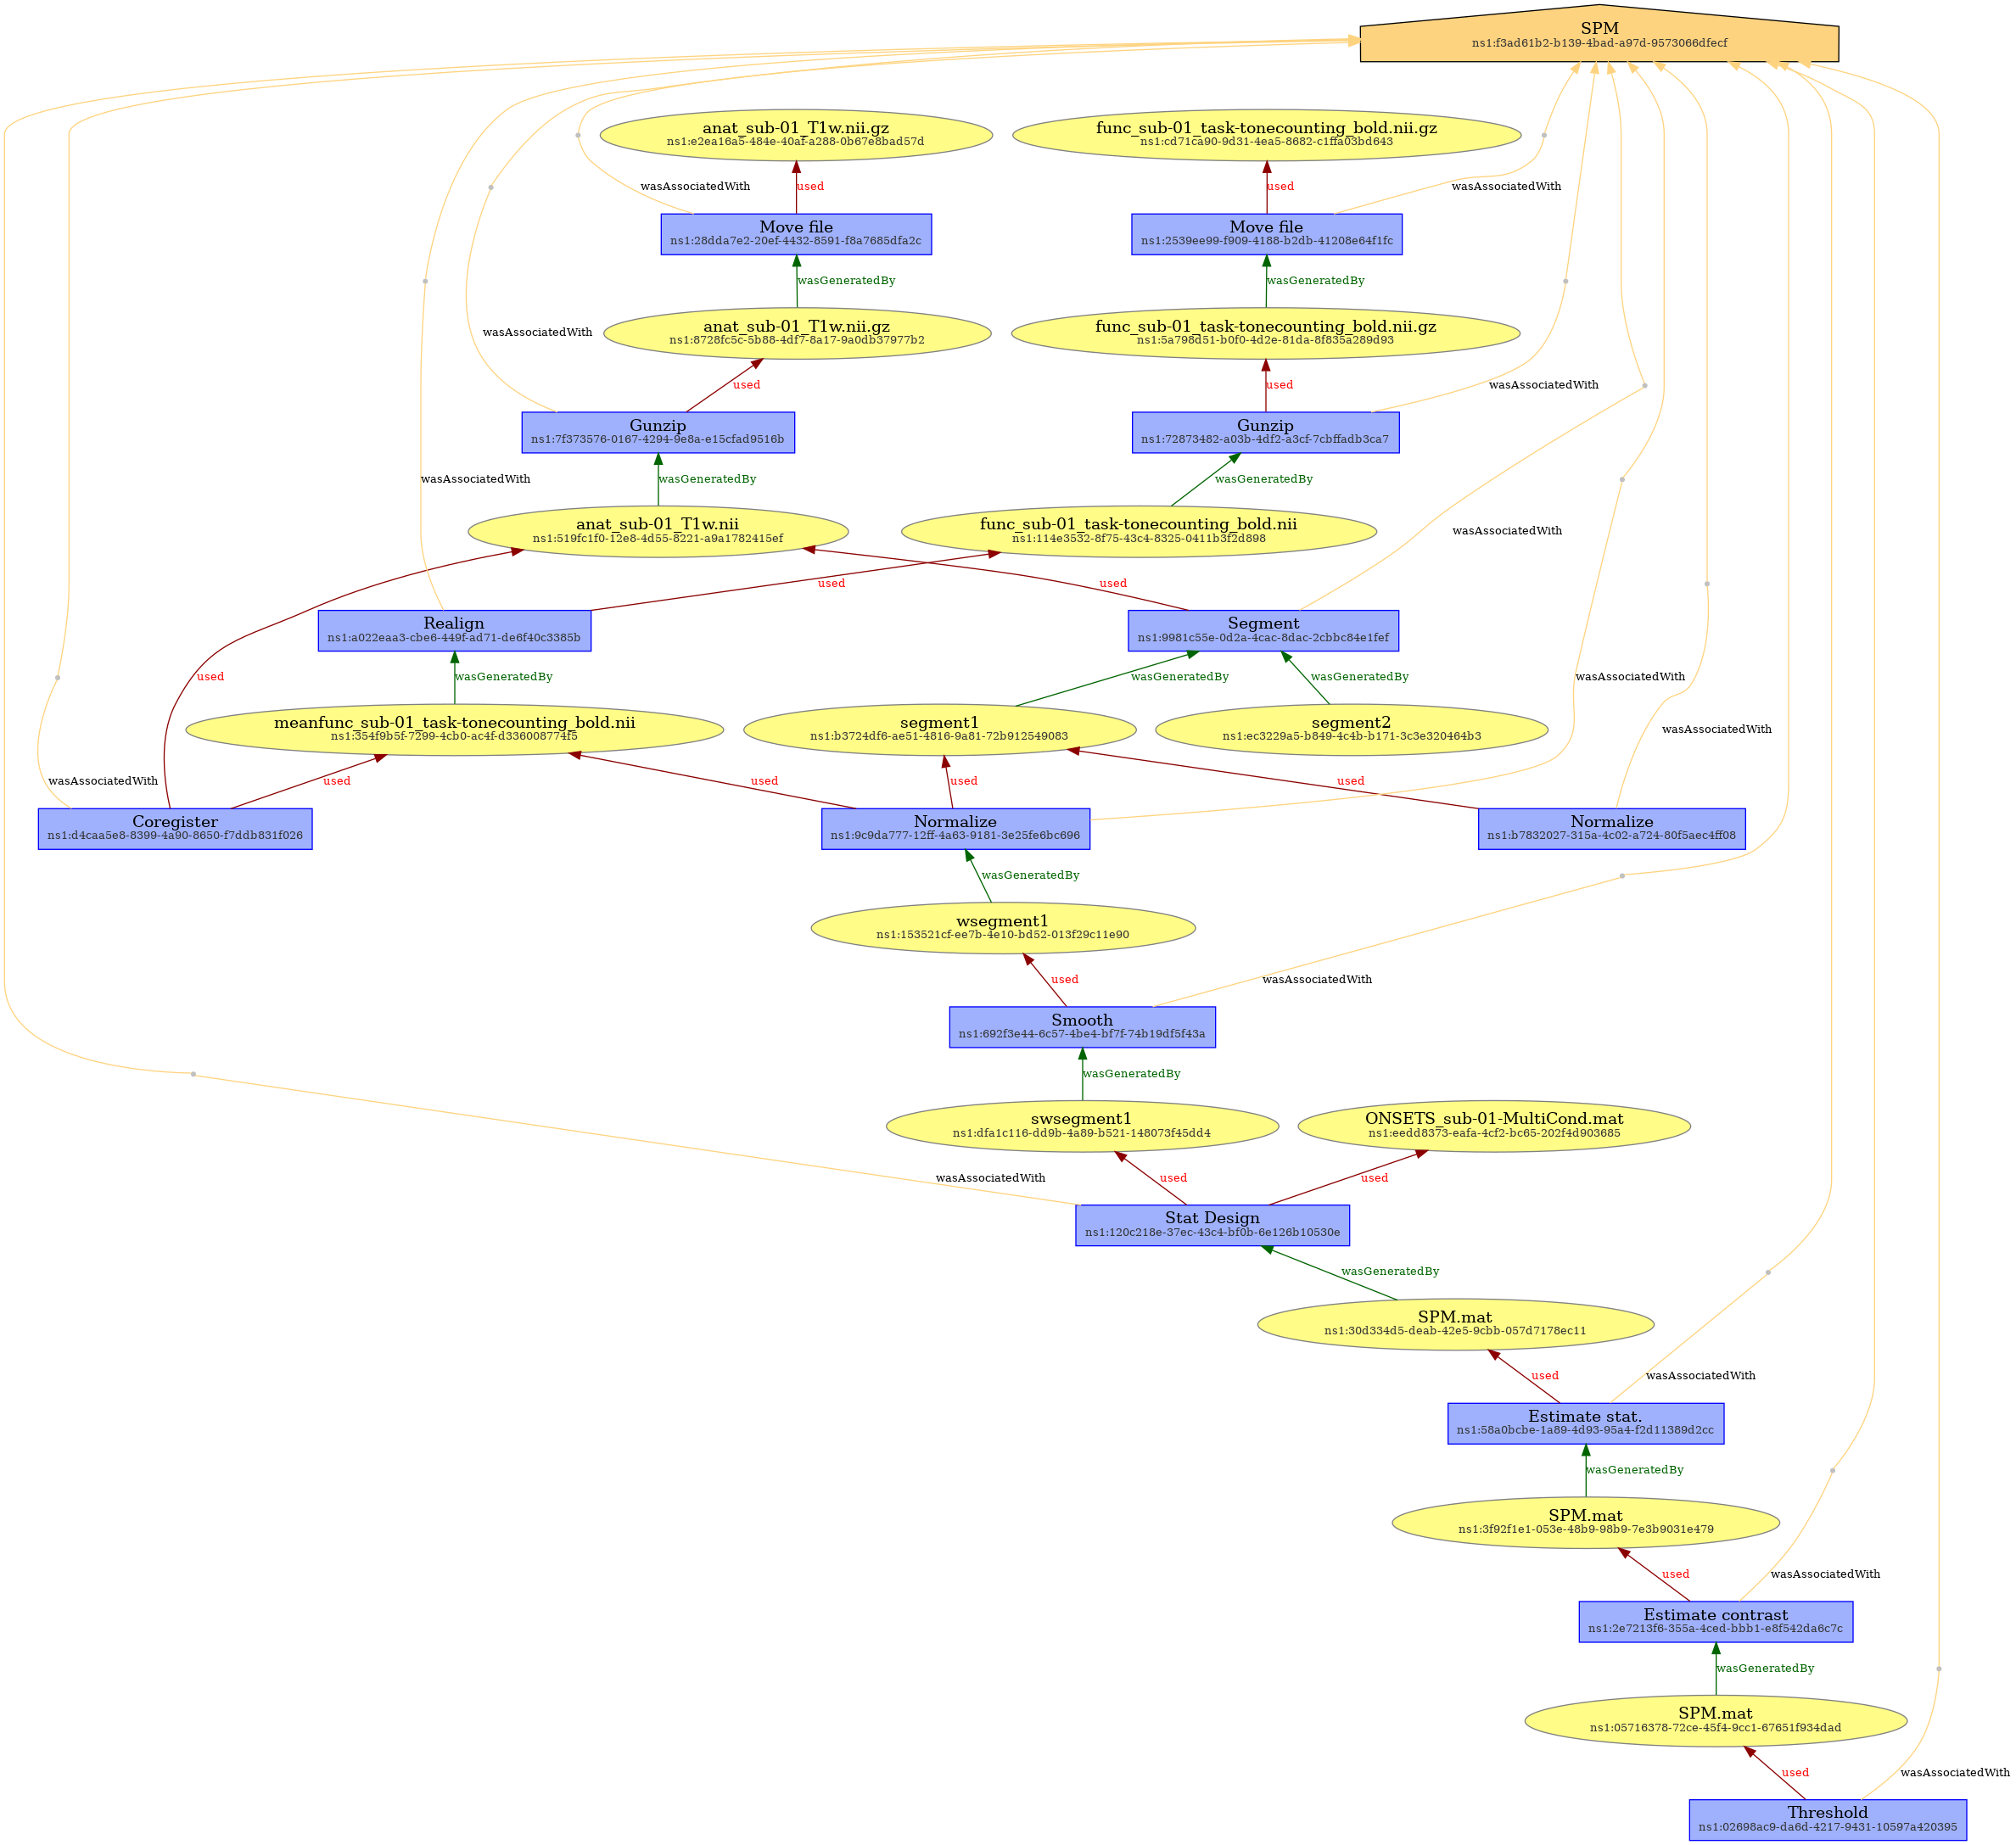 SPM
ns1:f3ad61b2-b139-4bad-a97d-9573066dfecf
anat_sub-01_T1w.nii.gz
ns1:e2ea16a5-484e-40af-a288-0b67e8bad57d
func_sub-01_task-tonecounting_bold.nii.gz
ns1:cd71ca90-9d31-4ea5-8682-c1ffa03bd643
wasAssociatedWith
used
used
wasAssociatedWith
Move file
ns1:28dda7e2-20ef-4432-8591-f8a7685dfa2c
Move file
ns1:2539ee99-f909-4188-b2db-41208e64f1fc
wasGeneratedBy
wasGeneratedBy
wasAssociatedWith
anat_sub-01_T1w.nii.gz
ns1:8728fc5c-5b88-4df7-8a17-9a0db37977b2
func_sub-01_task-tonecounting_bold.nii.gz
ns1:5a798d51-b0f0-4d2e-81da-8f835a289d93
used
used
wasAssociatedWith
Gunzip
ns1:7f373576-0167-4294-9e8a-e15cfad9516b
Gunzip
ns1:72873482-a03b-4df2-a3cf-7cbffadb3ca7
wasAssociatedWith
wasGeneratedBy
wasGeneratedBy
anat_sub-01_T1w.nii
ns1:519fc1f0-12e8-4d55-8221-a9a1782415ef
func_sub-01_task-tonecounting_bold.nii
ns1:114e3532-8f75-43c4-8325-0411b3f2d898
wasAssociatedWith
used
used
Realign
ns1:a022eaa3-cbe6-449f-ad71-de6f40c3385b
Segment
ns1:9981c55e-0d2a-4cac-8dac-2cbbc84e1fef
used
wasGeneratedBy
wasGeneratedBy
wasGeneratedBy
wasAssociatedWith
meanfunc_sub-01_task-tonecounting_bold.nii
ns1:354f9b5f-7299-4cb0-ac4f-d336008774f5
segment1
ns1:b3724df6-ae51-4816-9a81-72b912549083
segment2
ns1:ec3229a5-b849-4c4b-b171-3c3e320464b3
wasAssociatedWith
wasAssociatedWith
used
used
used
used
Coregister
ns1:d4caa5e8-8399-4a90-8650-f7ddb831f026
Normalize
ns1:9c9da777-12ff-4a63-9181-3e25fe6bc696
Normalize
ns1:b7832027-315a-4c02-a724-80f5aec4ff08
wasGeneratedBy
wsegment1
ns1:153521cf-ee7b-4e10-bd52-013f29c11e90
used
wasAssociatedWith
Smooth
ns1:692f3e44-6c57-4be4-bf7f-74b19df5f43a
wasGeneratedBy
swsegment1
ns1:dfa1c116-dd9b-4a89-b521-148073f45dd4
ONSETS_sub-01-MultiCond.mat
ns1:eedd8373-eafa-4cf2-bc65-202f4d903685
wasAssociatedWith
used
used
Stat Design
ns1:120c218e-37ec-43c4-bf0b-6e126b10530e
wasGeneratedBy
SPM.mat
ns1:30d334d5-deab-42e5-9cbb-057d7178ec11
used
wasAssociatedWith
Estimate stat.
ns1:58a0bcbe-1a89-4d93-95a4-f2d11389d2cc
wasGeneratedBy
SPM.mat
ns1:3f92f1e1-053e-48b9-98b9-7e3b9031e479
used
wasAssociatedWith
Estimate contrast
ns1:2e7213f6-355a-4ced-bbb1-e8f542da6c7c
wasGeneratedBy
SPM.mat
ns1:05716378-72ce-45f4-9cc1-67651f934dad
used
wasAssociatedWith
Threshold
ns1:02698ac9-da6d-4217-9431-10597a420395